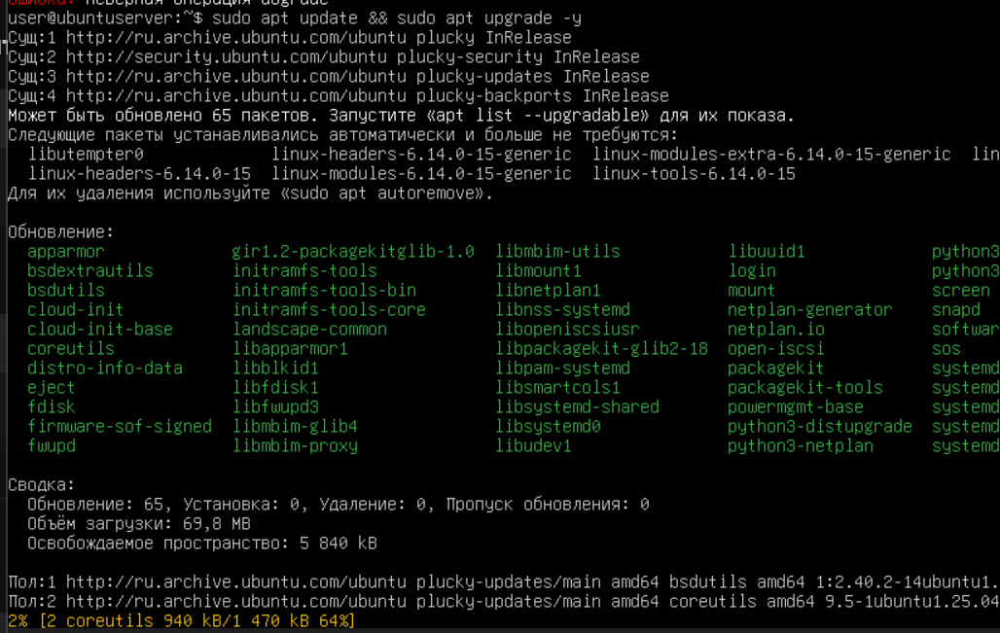 Ошибка: Неверная операция udgrade
user@ubuntuserver:~$ sudo apt update && sudo apt upgrade -y
Сущ:1 http://ru.archive.ubuntu.com/ubuntu plucky InRelease
Сущ:2 http://security.ubuntu.com/ubuntu plucky-security InRelease
Сущ:3 http://ru.archive.ubuntu.com/ubuntu plucky-updates InRelease
Сущ:4 http://ru.archive.ubuntu.com/ubuntu plucky-backports InRelease
Может быть обновлено 65 пакетов. Запустите «apt list --upgradable» для их показа.
Следующие пакеты устанавливались автоматически и больше не требуются:
libutempter0 linux-headers-6.14.0-15-generic linux-modules-extra-6.14.0-15-generic lin
linux-headers-6.14.0-15 linux-modules-6.14.0-15-generic linux-tools-6.14.0-15
Для их удаления используйте «sudo apt autoremove».
Обновление:
apparmor gir1.2-packagekitglib-1.0 libmbim-utils libuuid1 python3
bsdextrautils initramfs-tools libmount1 login python3
bsdutils initramfs-tools-bin libnetplan1 mount screen
cloud-init initramfs-tools-core libnss-systemd netplan-generator snapd
cloud-init-base landscape-common libopeniscsiusr netplan.io softwar
coreutils libapparmor1 libpackagekit-glib2-18 open-iscsi sos
distro-info-data libblkid1 libpam-systemd packagekit systemd
eject libfdisk1 libsmartcols1 packagekit-tools systemd
fdisk libfwupd3 libsystemd-shared powermgmt-base systemd
firmware-sof-signed libmbim-glib4 libsystemd0 python3-distupgrade systemd
fwupd libmbim-proxy libudev1 python3-netplan systemd
Сводка:
Обновление: 65, Установка: 0, Удаление: 0, Пропуск обновления: 0
Объём загрузки: 69,8 MB
Освобождаемое пространство: 5 840 kB
Пол:1 http://ru.archive.ubuntu.com/ubuntu plucky-updates/main amd64 bsdutils amd64 1:2.40.2-14ubuntu1.
Пол:2 http://ru.archive.ubuntu.com/ubuntu plucky-updates/main amd64 coreutils amd64 9.5-1ubuntu1.25.04
2% [2 coreutils 940 kB/1 470 kB 64%]